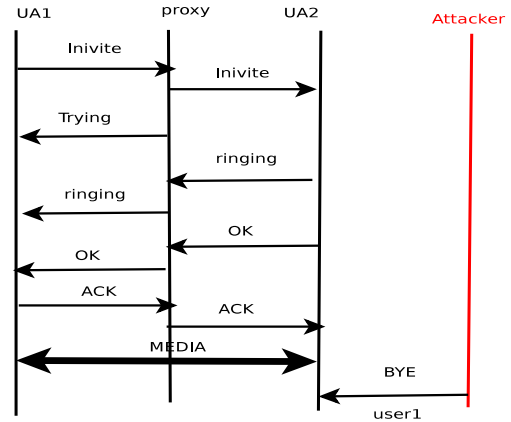 UA1
proxy
UA2
Attacker
Inivite
Inivite
Trying
ringing
ringing
OK
OK
ACK
ACK
MEDIA
BYE
user1